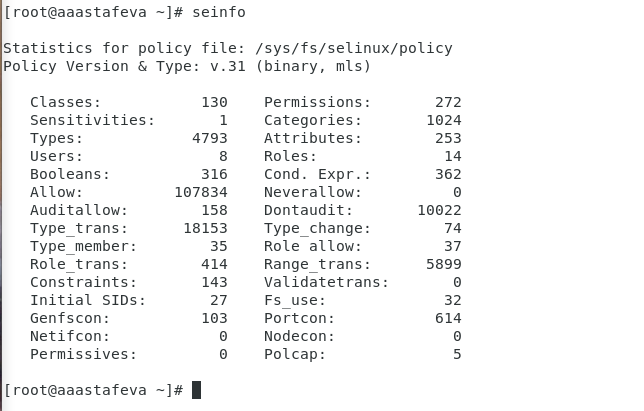 [root@aaastafeva ~]# seinfo
Statistics for policy file: /sys/fs/selinux/policy
Policy Version & Type: v.31 (binary, mls)
Classes: 130 Permissions: 272
Sensitivities: 1 Categories: 1024
Types: 4793 Attributes: 253
Users: 8 Roles: 14
Booleans: 316 Cond. Expr.: 362
Allow: 107834 Neverallow: 0
Auditallow: 158 Dontaudit: 10022
Type_trans: 18153 Type_change: 74
Type_member: 35 Role allow: 37
Role_trans: 414 Range_trans: 5899
Constraints: 143 Validatetrans: 0
Initial SIDs: 27 Fs_use: 32
Genfscon: 103 Portcon: 614
Netifcon: 0 Nodecon: 0
Permissives: 0 Polcap: 5
[root@aaastafeva ~]#